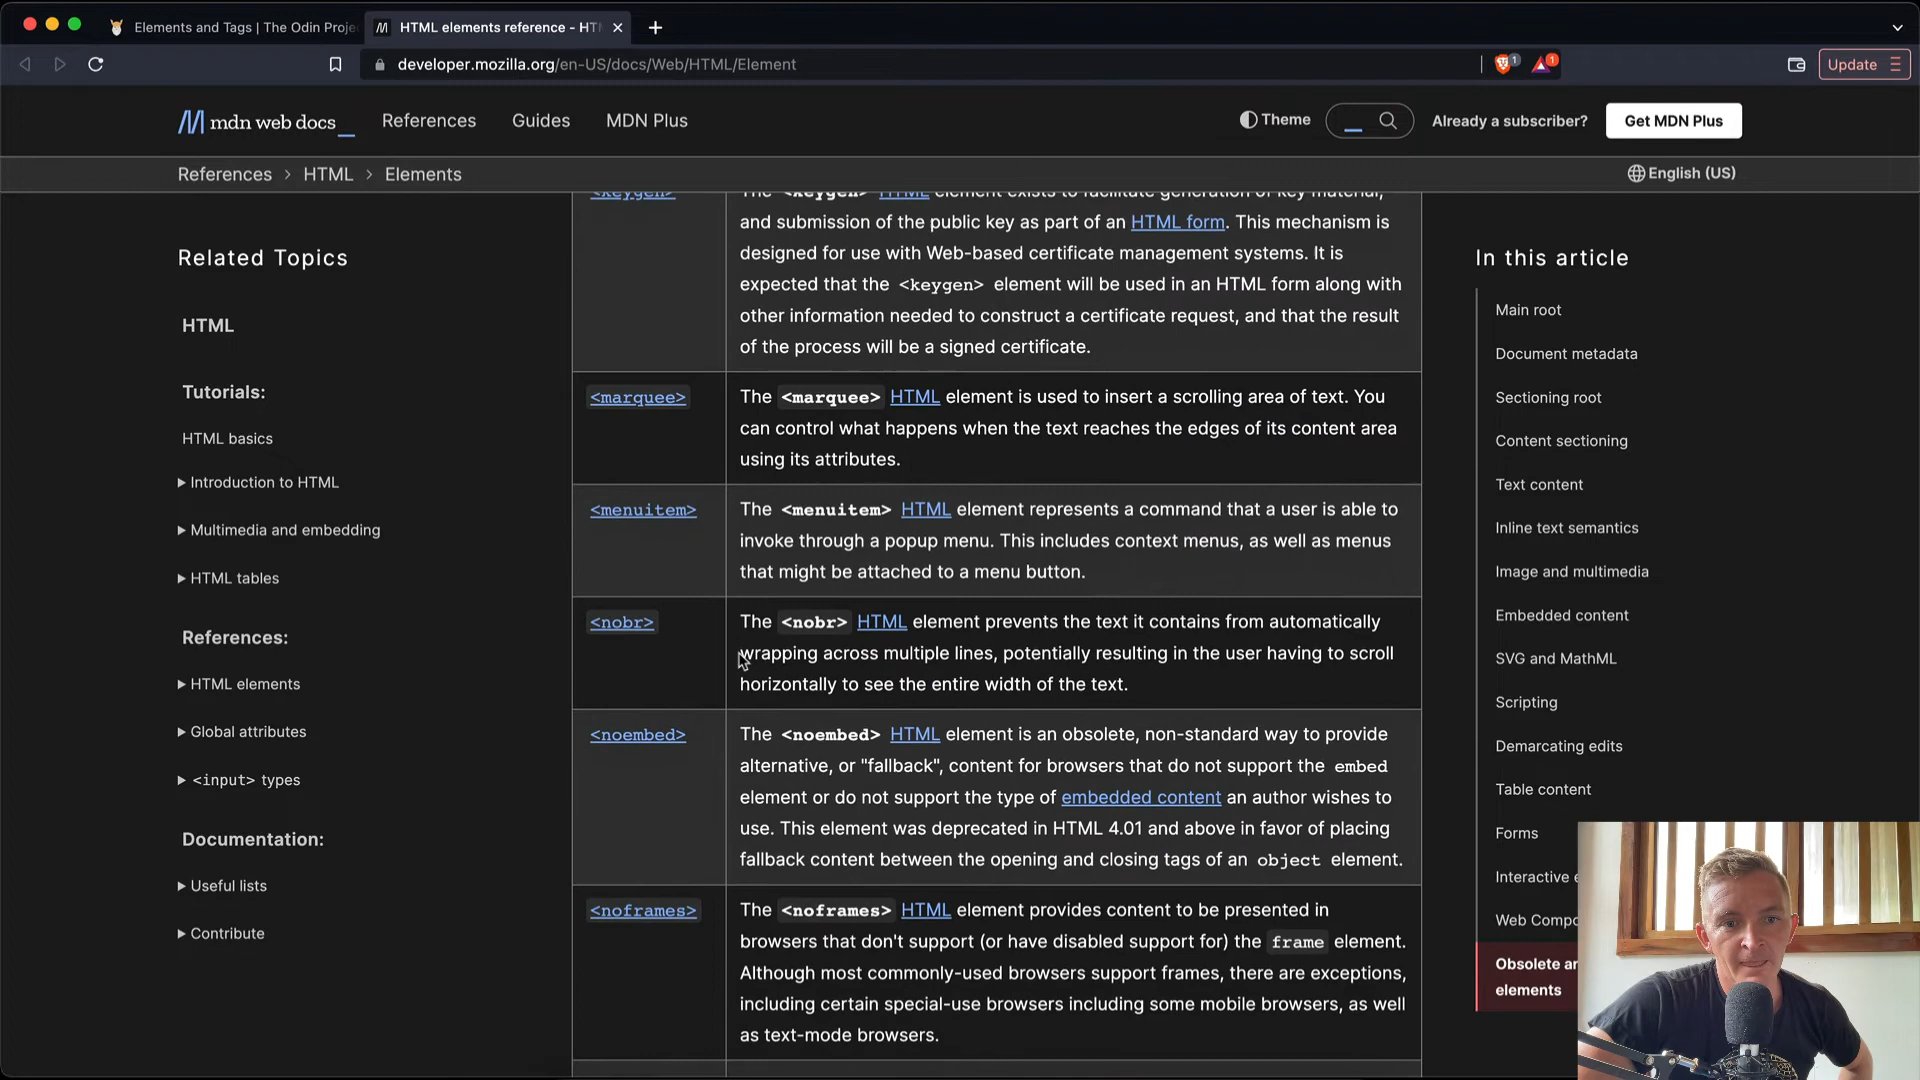 Elements and Tags | The Odin Proje
HTML elements reference - HT
developer.mozilla.org/en-US/docs/Web/HTML/Element
1
1
Update
mdn web docs_
References
Guides
MDN Plus
Theme
Already a subscriber?
Get MDN Plus
References > HTML > Elements
English (US)
Related Topics
HTML
Tutorials:
HTML basics
Introduction to HTML
Multimedia and embedding
HTML tables
References:
HTML elements
Global attributes
<input> types
Documentation:
Useful lists
Contribute
<keygen>
The <keygen> HTML element exists to facilitate generation of key material,
and submission of the public key as part of an HTML form. This mechanism is
designed for use with Web-based certificate management systems. It is
expected that the <keygen> element will be used in an HTML form along with
other information needed to construct a certificate request, and that the result
of the process will be a signed certificate.
<marquee>
The <marquee> HTML element is used to insert a scrolling area of text. You
can control what happens when the text reaches the edges of its content area
using its attributes.
<menuitem>
The <menuitem> HTML element represents a command that a user is able to
invoke through a popup menu. This includes context menus, as well as menus
that might be attached to a menu button.
<nobr>
The <nobr> HTML element prevents the text it contains from automatically
wrapping across multiple lines, potentially resulting in the user having to scroll
horizontally to see the entire width of the text.
<noembed>
The <noembed> HTML element is an obsolete, non-standard way to provide
alternative, or "fallback", content for browsers that do not support the embed
element or do not support the type of embedded content an author wishes to
use. This element was deprecated in HTML 4.01 and above in favor of placing
fallback content between the opening and closing tags of an object element.
<noframes>
The <noframes> HTML element provides content to be presented in
browsers that don't support (or have disabled support for) the frame element.
Although most commonly-used browsers support frames, there are exceptions,
including certain special-use browsers including some mobile browsers, as well
as text-mode browsers.
In this article
Main root
Document metadata
Sectioning root
Content sectioning
Text content
Inline text semantics
Image and multimedia
Embedded content
SVG and MathML
Scripting
Demarcating edits
Table content
Forms
Interactive e
Web Compo
Obsolete an
elements